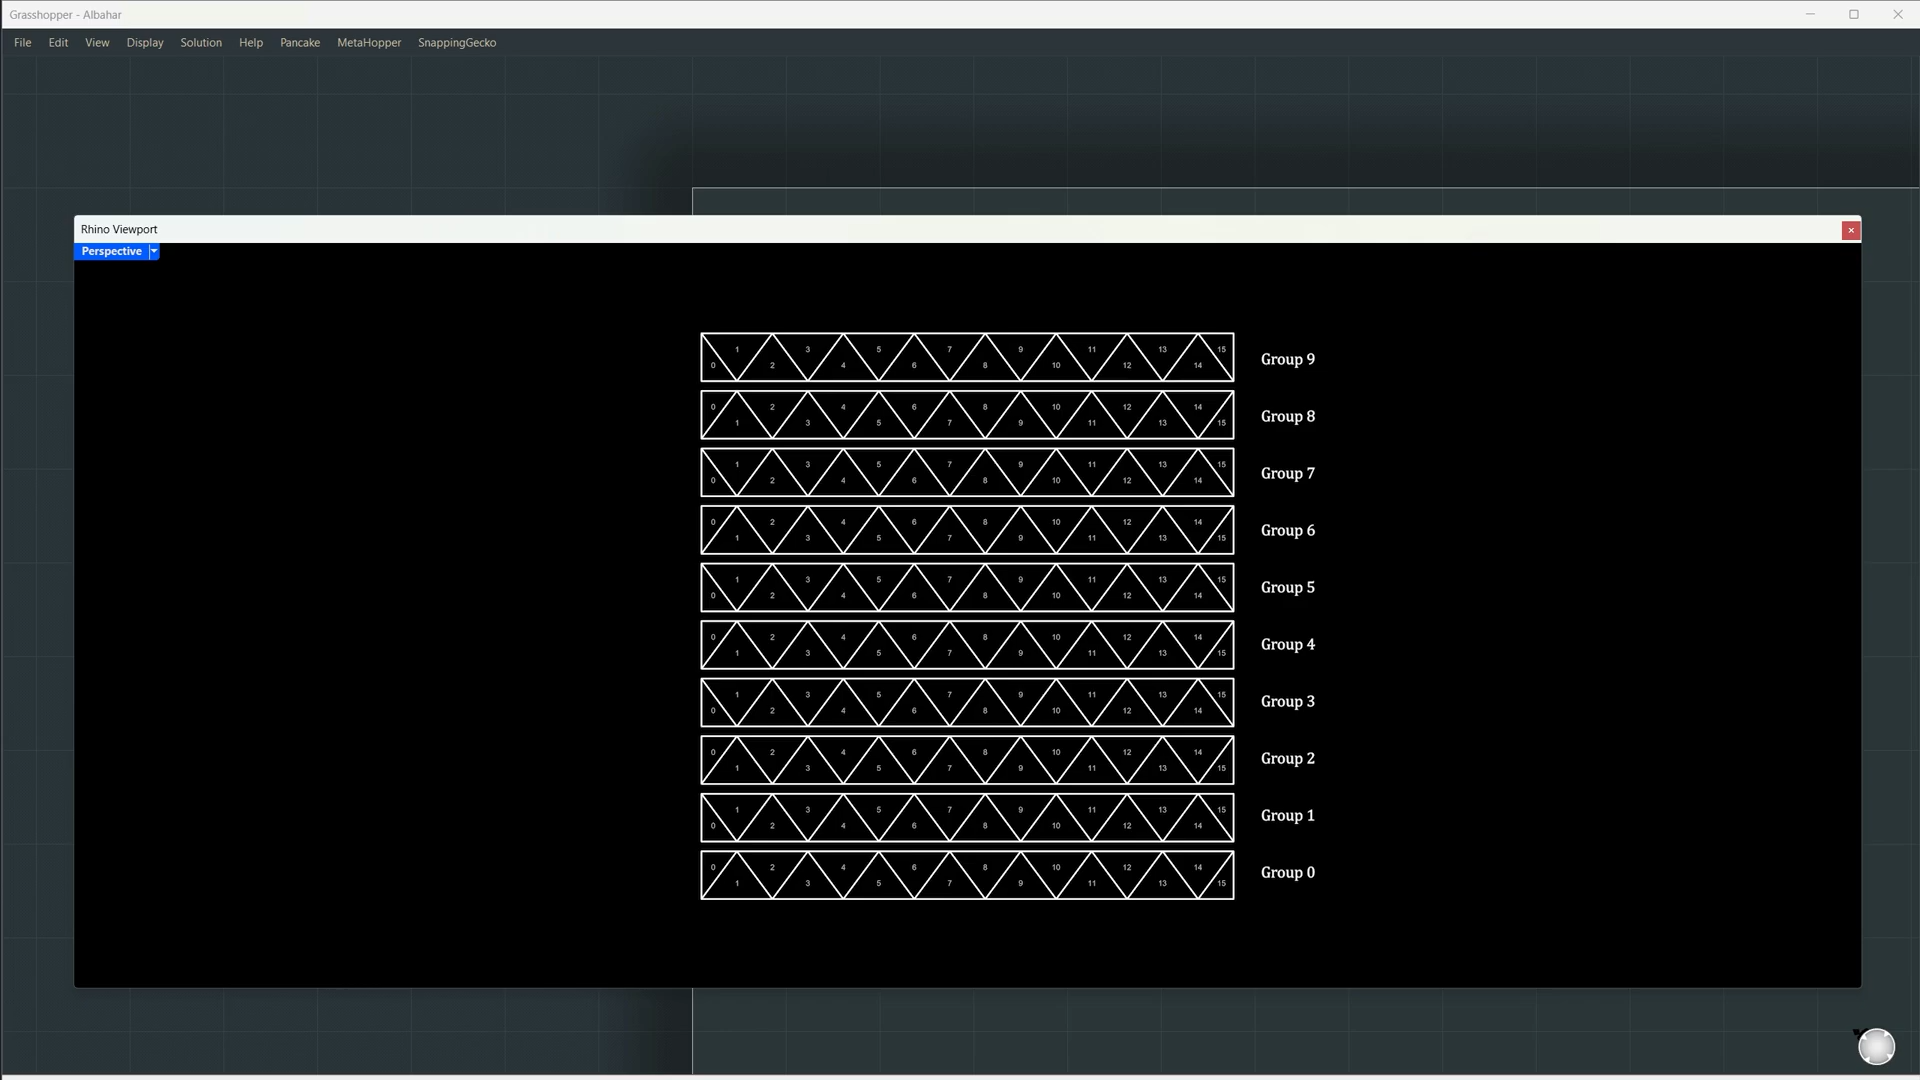 Grasshopper - Albahar
File Edit View Display Solution Help Pancake MetaHopper SnappingGecko
Rhino Viewport
Perspective
1 3 5 7 9 11 13 15
0 2 4 6 8 10 12 14
Group 9
0 2 4 6 8 10 12 14
1 3 5 7 9 11 13 15
Group 8
1 3 5 7 9 11 13 15
0 2 4 6 8 10 12 14
Group 7
0 2 4 6 8 10 12 14
1 3 5 7 9 11 13 15
Group 6
1 3 5 7 9 11 13 15
0 2 4 6 8 10 12 14
Group 5
0 2 4 6 8 10 12 14
1 3 5 7 9 11 13 15
Group 4
1 3 5 7 9 11 13 15
0 2 4 6 8 10 12 14
Group 3
0 2 4 6 8 10 12 14
1 3 5 7 9 11 13 15
Group 2
1 3 5 7 9 11 13 15
0 2 4 6 8 10 12 14
Group 1
0 2 4 6 8 10 12 14
1 3 5 7 9 11 13 15
Group 0